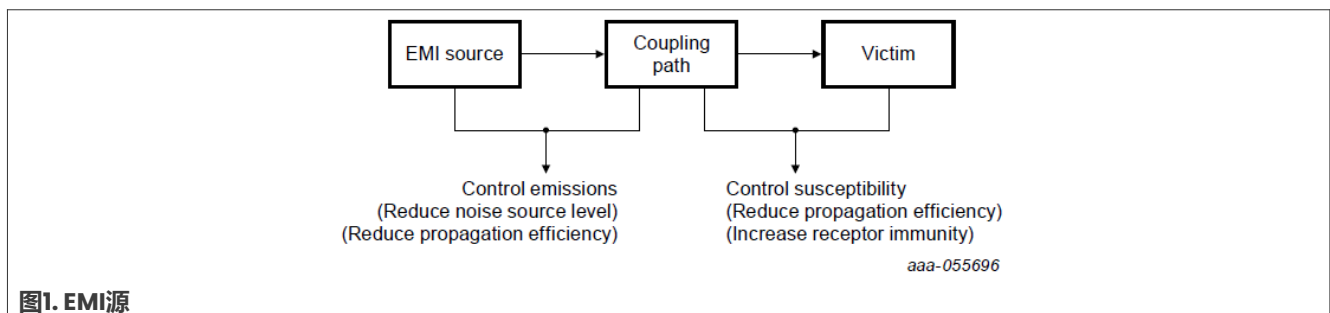 EMI source
Coupling
path
Victim
Control emissions
(Reduce noise source level)
(Reduce propagation efficiency)
Control susceptibility
(Reduce propagation efficiency)
(Increase receptor immunity)
aaa-055696
图1. EMI源